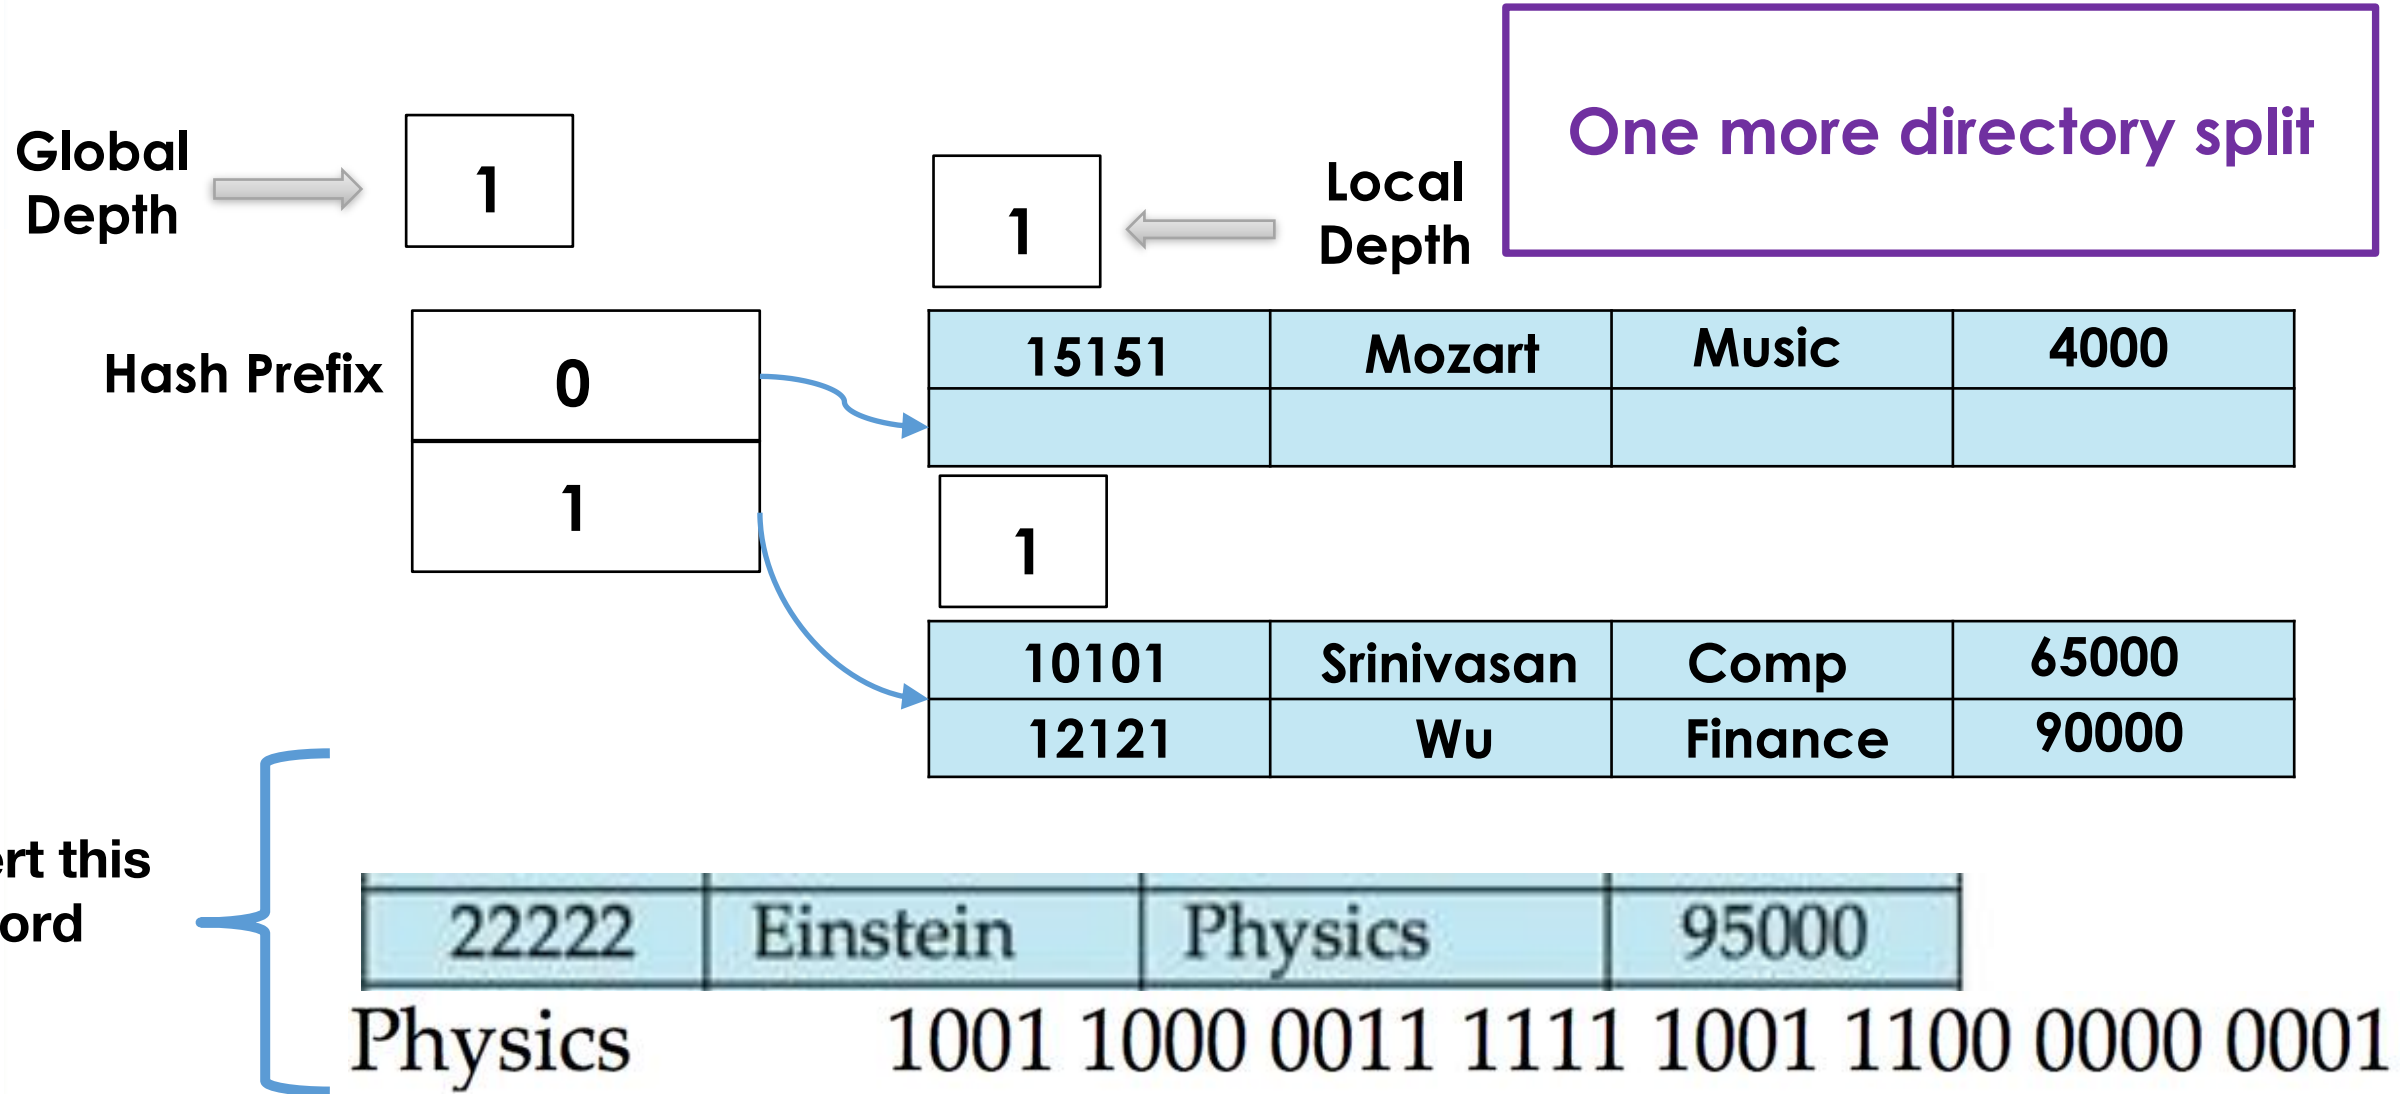 One more directory split
Global
Depth
1
1
Local
Depth
Hash Prefix
0
1
15151 Mozart Music 4000
1
10101 Srinivasan Comp 65000
12121 Wu Finance 90000
ert this
ord
22222 Einstein Physics 95000
Physics 1001 1000 0011 1111 1001 1100 0000 0001